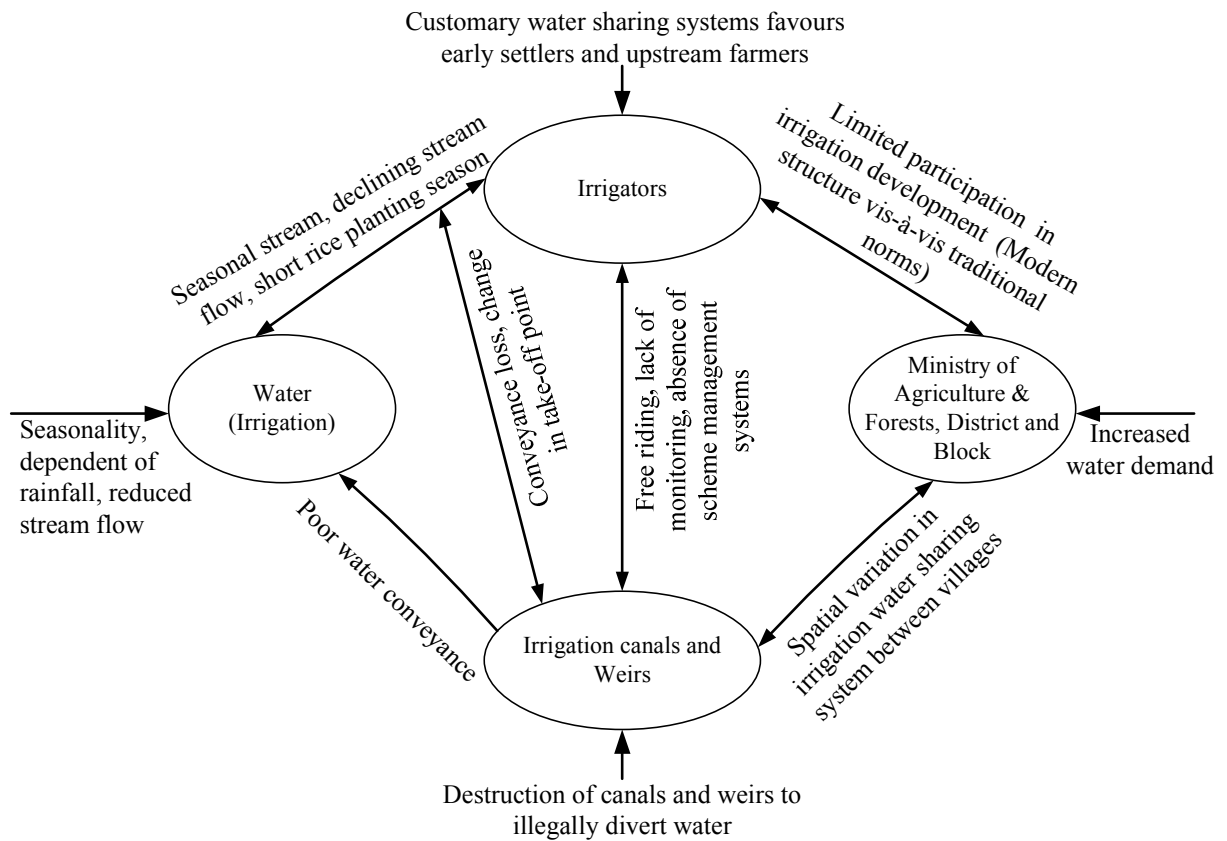 Customary water sharing systems favours
early settlers and upstream farmers
Seasonal stream, declining stream
flow, short rice planting season
Irrigators
Limited participation in
irrigation development (Modern
structure vis-à-vis traditional
norms)
Conveyance loss, change
in take-off point
Free riding, lack of
monitoring, absence of
scheme management
systems
Water
(Irrigation)
Ministry of
Agriculture &
Forests, District and
Block
Seasonality,
dependent of
rainfall, reduced
stream flow
Increased
water demand
Poor water conveyance
Irrigation canals and
Weirs
Spatial variation in
irrigation water sharing
system between villages
Destruction of canals and weirs to
illegally divert water